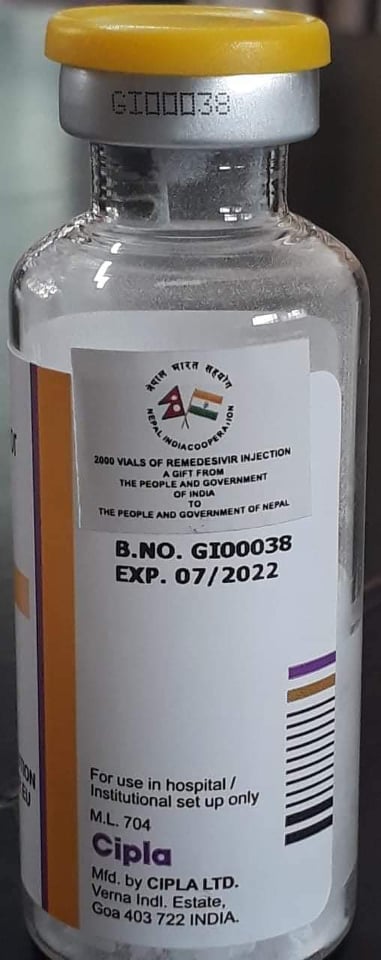 GI00038
नेपाल भारत सहयोग
NEPAL INDIACOOPERATION
2000 VIALS OF REMEDESIVIR INJECTION
A GIFT FROM
THE PEOPLE AND GOVERNMENT
OF INDIA
TO
THE PEOPLE AND GOVERNMENT OF NEPAL
B.NO. GI00038
EXP. 07/2022
For use in hospital /
Institutional set up only
M.L. 704
Cipla
Mfd. by CIPLA LTD.
Verna Indl. Estate,
Goa 403 722 INDIA.